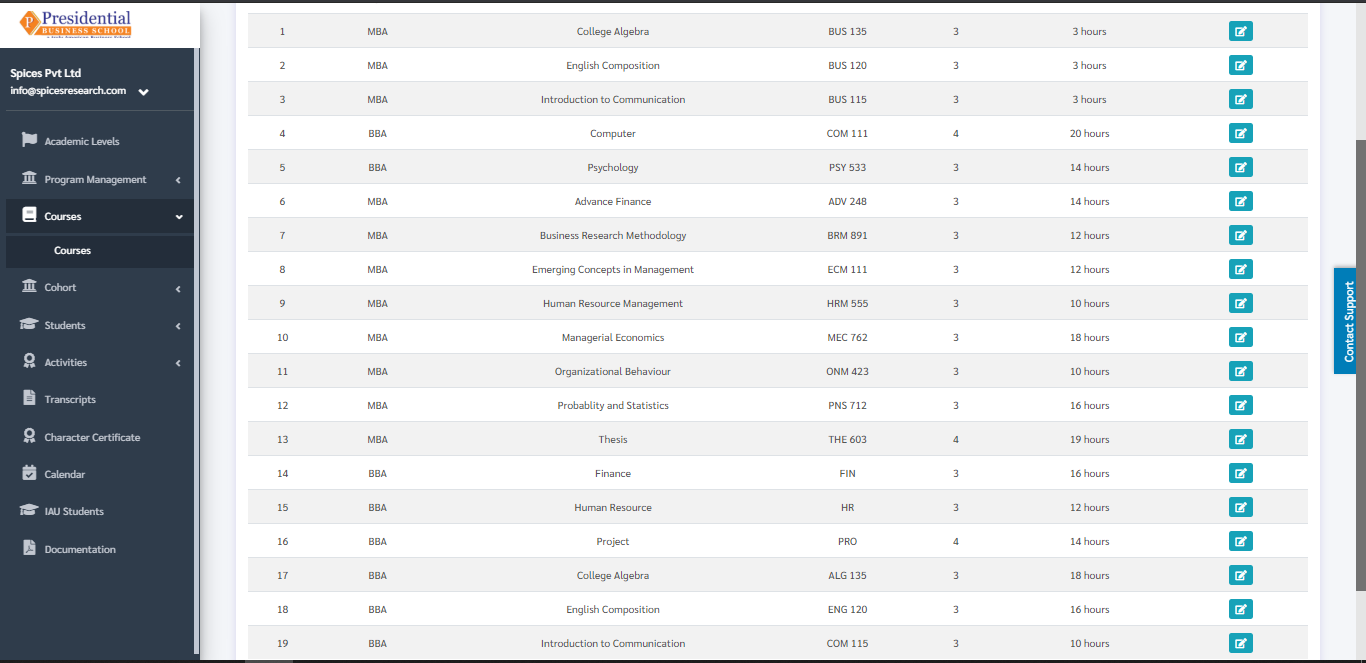 Presidential
BUSINESS SCHOOL
Spices Pvt Ltd
info@spicesresearch.com
Academic Levels
Program Management
Courses
Courses
Cohort
Students
Activities
Transcripts
Character Certificate
Calendar
IAU Students
Documentation
1 MBA College Algebra BUS 135 3 3 hours
2 MBA English Composition BUS 120 3 3 hours
3 MBA Introduction to Communication BUS 115 3 3 hours
4 BBA Computer COM 111 4 20 hours
5 BBA Psychology PSY 533 3 14 hours
6 MBA Advance Finance ADV 248 3 14 hours
7 MBA Business Research Methodology BRM 891 3 12 hours
8 MBA Emerging Concepts in Management ECM 111 3 12 hours
9 MBA Human Resource Management HRM 555 3 10 hours
10 MBA Managerial Economics MEC 762 3 18 hours
11 MBA Organizational Behaviour ONM 423 3 10 hours
12 MBA Probablity and Statistics PNS 712 3 16 hours
13 MBA Thesis THE 603 4 19 hours
14 BBA Finance FIN 3 16 hours
15 BBA Human Resource HR 3 12 hours
16 BBA Project PRO 4 14 hours
17 BBA College Algebra ALG 135 3 18 hours
18 BBA English Composition ENG 120 3 16 hours
19 BBA Introduction to Communication COM 115 3 10 hours
Contact Support